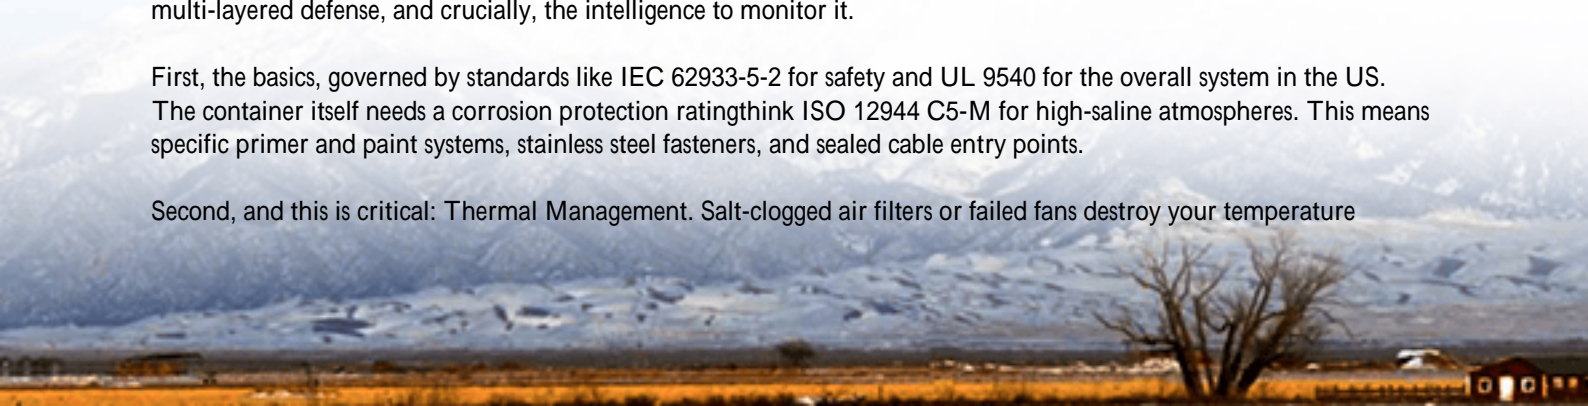 multi-layered defense, and crucially, the intelligence to monitor it.
First, the basics, governed by standards like IEC 62933-5-2 for safety and UL 9540 for the overall system in the US.
The container itself needs a corrosion protection ratingthink ISO 12944 C5-M for high-saline atmospheres. This means
specific primer and paint systems, stainless steel fasteners, and sealed cable entry points.
Second, and this is critical: Thermal Management. Salt-clogged air filters or failed fans destroy your temperature